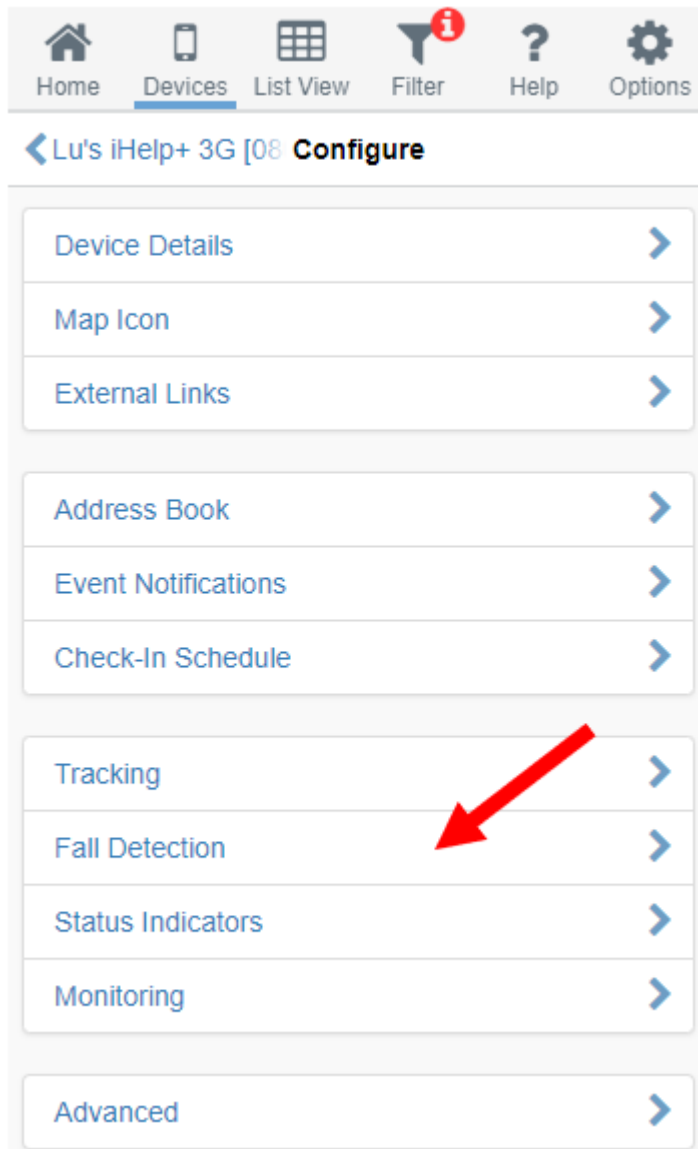 Home Devices List View Filter Help Options
Lu's iHelp+ 3G [08 Configure
Device Details
Map Icon
External Links
Address Book
Event Notifications
Check-In Schedule
Tracking
Fall Detection
Status Indicators
Monitoring
Advanced